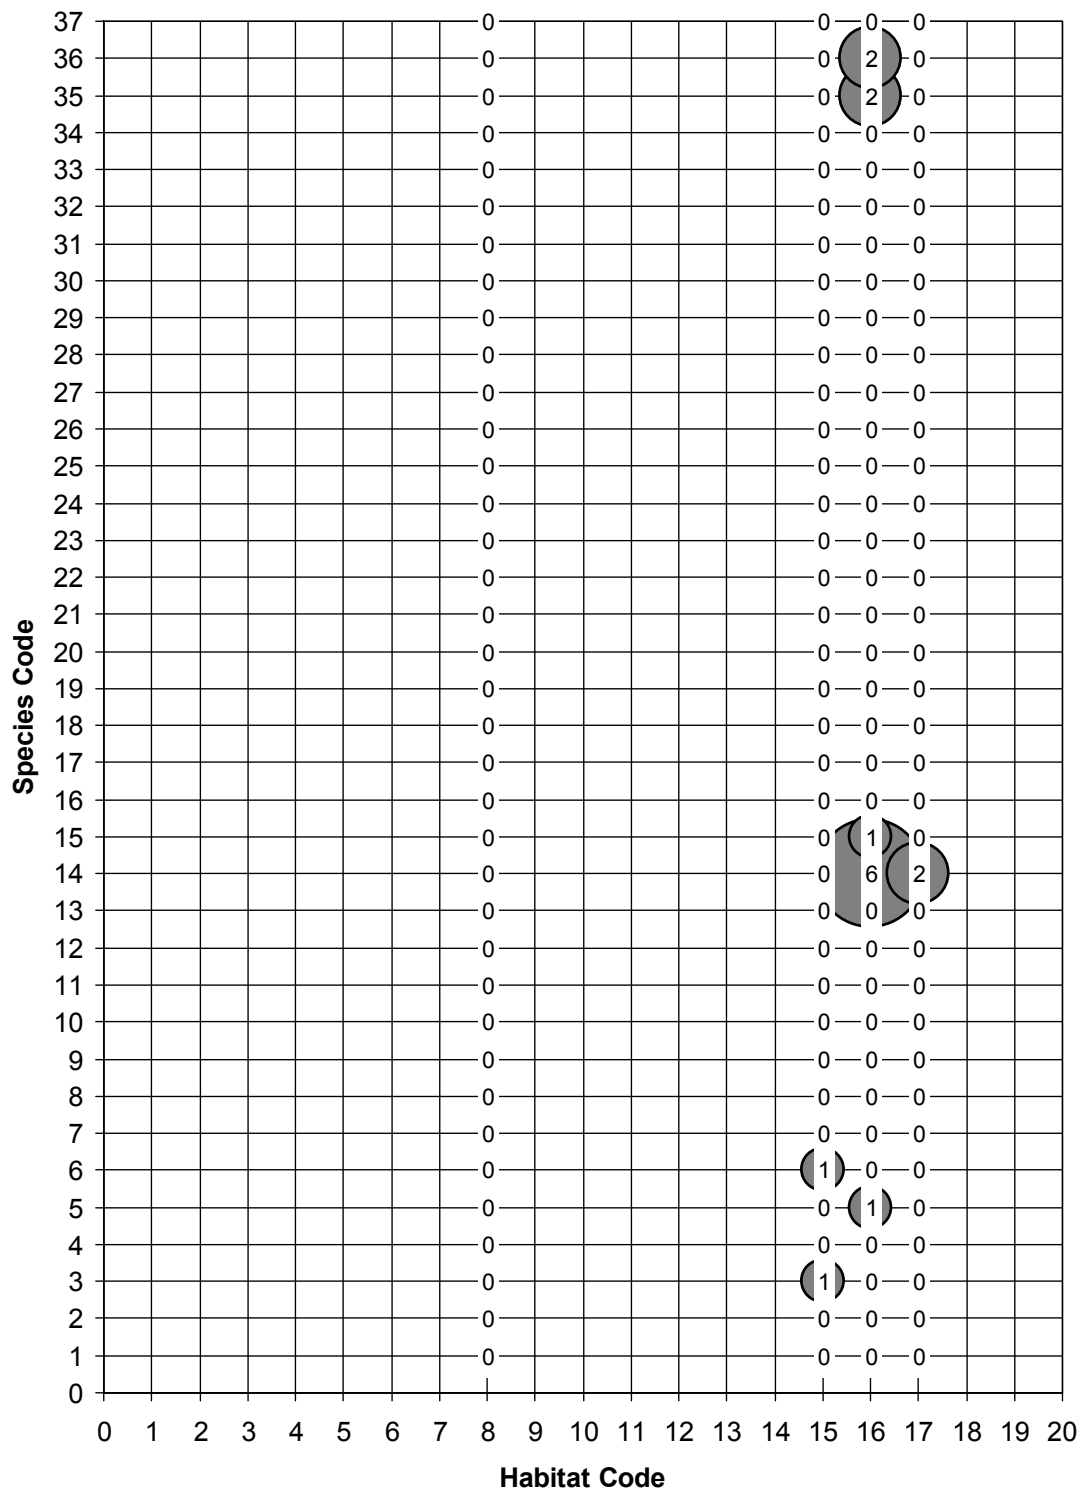 37 0 0 0 0
36 0 0 2 0
35 0 0 2 0
34 0 0 0 0
33 0 0 0 0
32 0 0 0 0
31 0 0 0 0
30 0 0 0 0
29 0 0 0 0
28 0 0 0 0
27 0 0 0 0
26 0 0 0 0
25 0 0 0 0
24 0 0 0 0
23 0 0 0 0
22 0 0 0 0
21 0 0 0 0
20 0 0 0 0
19 0 0 0 0
18 0 0 0 0
17 0 0 0 0
16 0 0 0 0
15 0 0 1 0
14 0 0 6 2
13 0 0 0 0
12 0 0 0 0
11 0 0 0 0
10 0 0 0 0
9 0 0 0 0
8 0 0 0 0
7 0 0 0 0
6 0 1 0 0
5 0 0 1 0
4 0 0 0 0
3 0 1 0 0
2 0 0 0 0
1 0 0 0 0
0
Species Code
0 1 2 3 4 5 6 7 8 9 10 11 12 13 14 15 16 17 18 19 20
Habitat Code